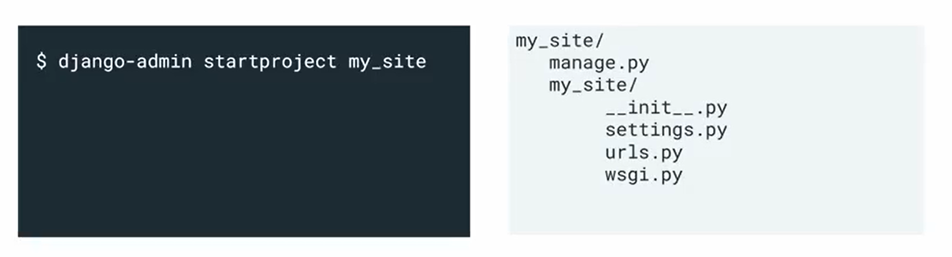 $ django-admin startproject my_site
my_site/
manage.py
my_site/
__init__.py
settings.py
urls.py
wsgi.py